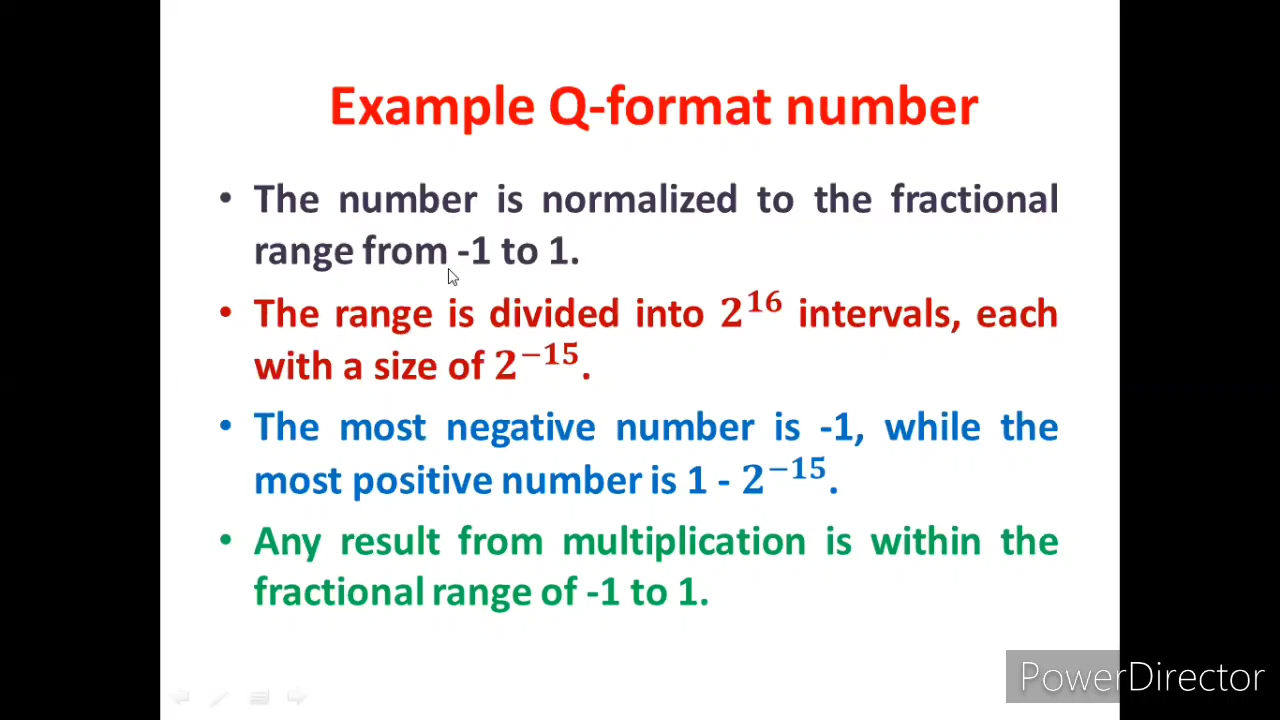 Example Q-format number
• The number is normalized to the fractional
range from -1 to 1.
• The range is divided into 2¹⁶ intervals, each
with a size of 2⁻¹⁵.
• The most negative number is -1, while the
most positive number is 1 - 2⁻¹⁵.
• Any result from multiplication is within the
fractional range of -1 to 1.
PowerDirector